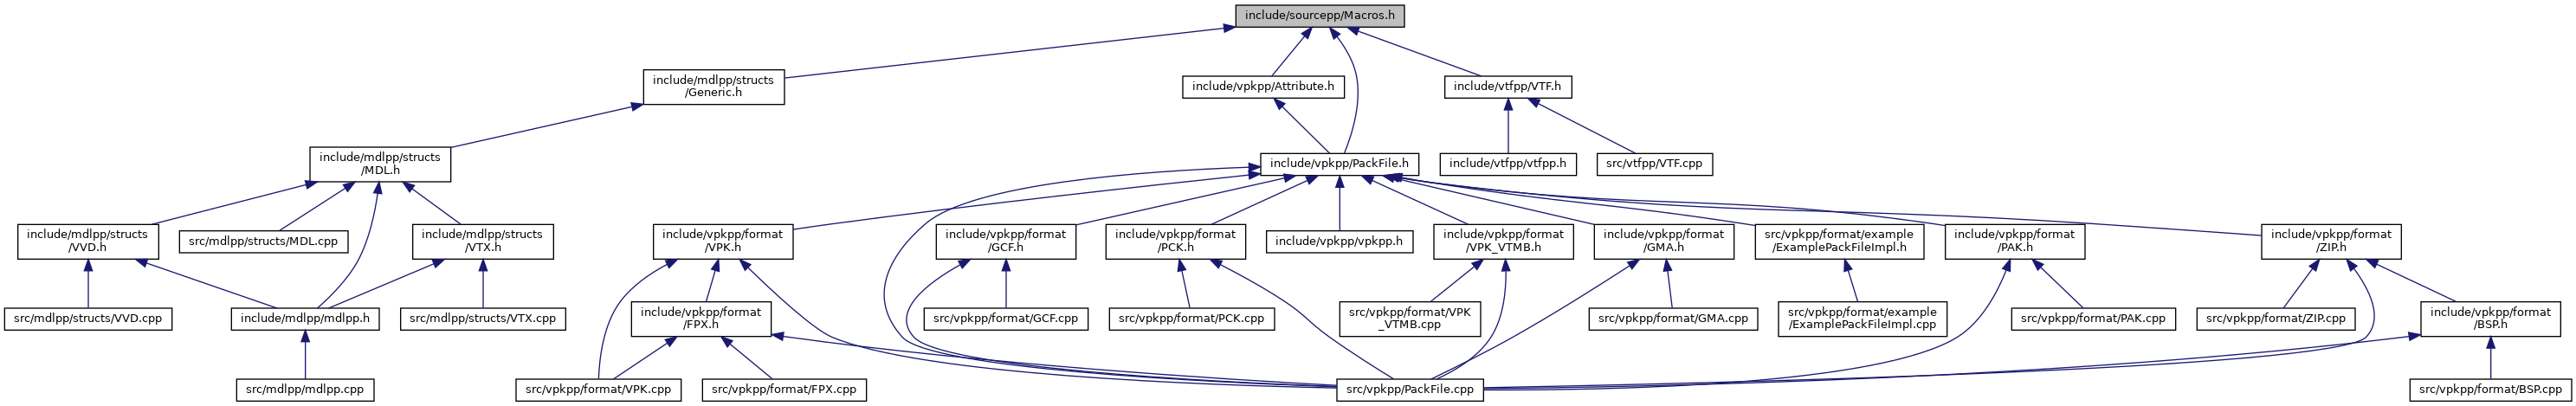 include/sourcepp/Macros.h
include/mdlpp/structs
/Generic.h
include/vpkpp/Attribute.h
include/vtfpp/VTF.h
include/mdlpp/structs
/MDL.h
include/vpkpp/PackFile.h
include/vtfpp/vtfpp.h
src/vtfpp/VTF.cpp
include/mdlpp/structs
/VVD.h
src/mdlpp/structs/MDL.cpp
include/mdlpp/structs
/VTX.h
include/vpkpp/format
/VPK.h
include/vpkpp/format
/GCF.h
include/vpkpp/format
/PCK.h
include/vpkpp/vpkpp.h
include/vpkpp/format
/VPK_VTMB.h
include/vpkpp/format
/GMA.h
src/vpkpp/format/example
/ExamplePackFileImpl.h
include/vpkpp/format
/PAK.h
include/vpkpp/format
/ZIP.h
src/mdlpp/structs/VVD.cpp
include/mdlpp/mdlpp.h
src/mdlpp/structs/VTX.cpp
include/vpkpp/format
/FPX.h
src/vpkpp/format/GCF.cpp
src/vpkpp/format/PCK.cpp
src/vpkpp/format/VPK
_VTMB.cpp
src/vpkpp/format/GMA.cpp
src/vpkpp/format/example
/ExamplePackFileImpl.cpp
src/vpkpp/format/PAK.cpp
src/vpkpp/format/ZIP.cpp
include/vpkpp/format
/BSP.h
src/mdlpp/mdlpp.cpp
src/vpkpp/format/VPK.cpp
src/vpkpp/format/FPX.cpp
src/vpkpp/PackFile.cpp
src/vpkpp/format/BSP.cpp